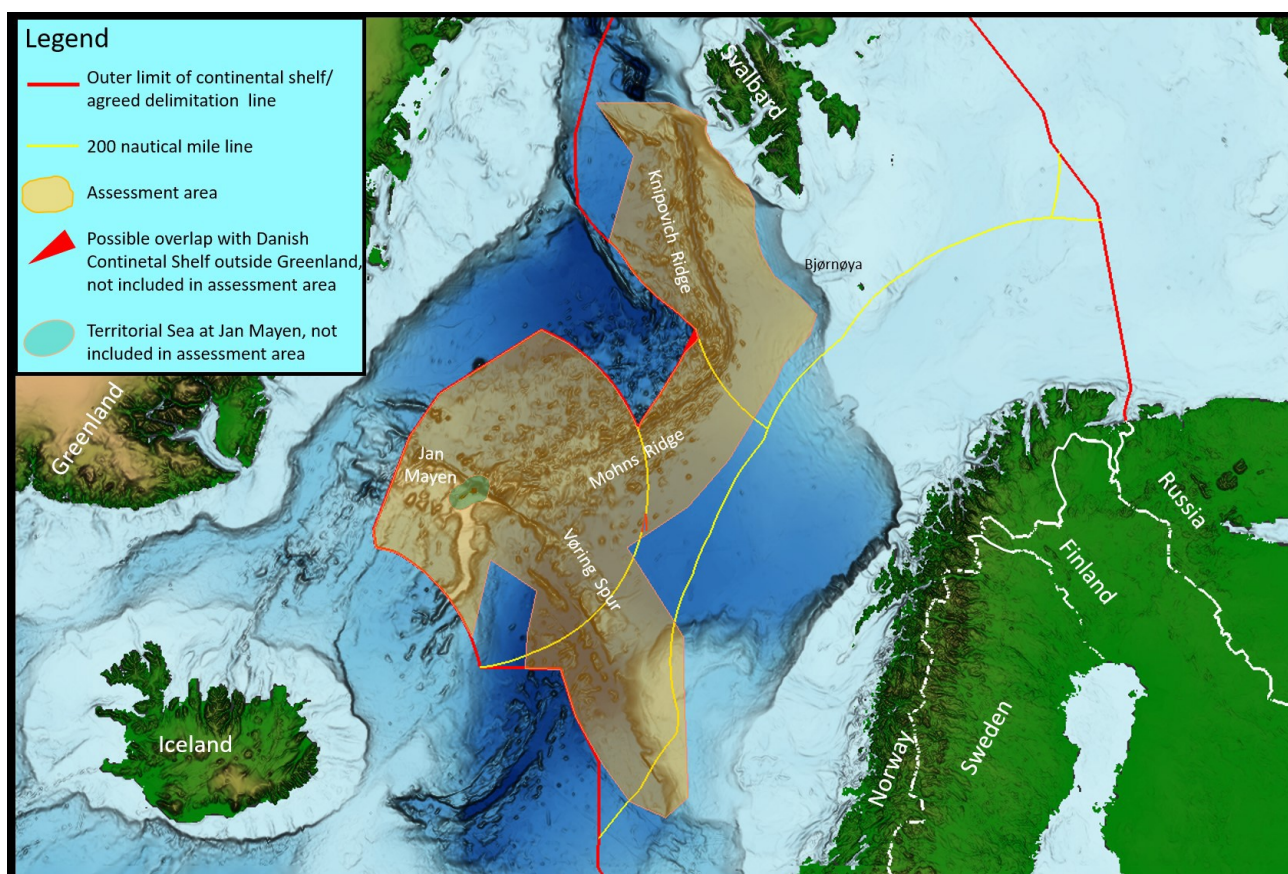 Legend
Outer limit of continental shelf/
agreed delimitation line
200 nautical mile line
Assessment area
Possible overlap with Danish
Continetal Shelf outside Greenland,
not included in assessment area
Territorial Sea at Jan Mayen, not
included in assessment area
Svalbard
Knipovich Ridge
Bjørnøya
Greenland
Jan
Mayen
Mohns Ridge
Vøring Spur
Russia
Finland
Iceland
Norway
Sweden